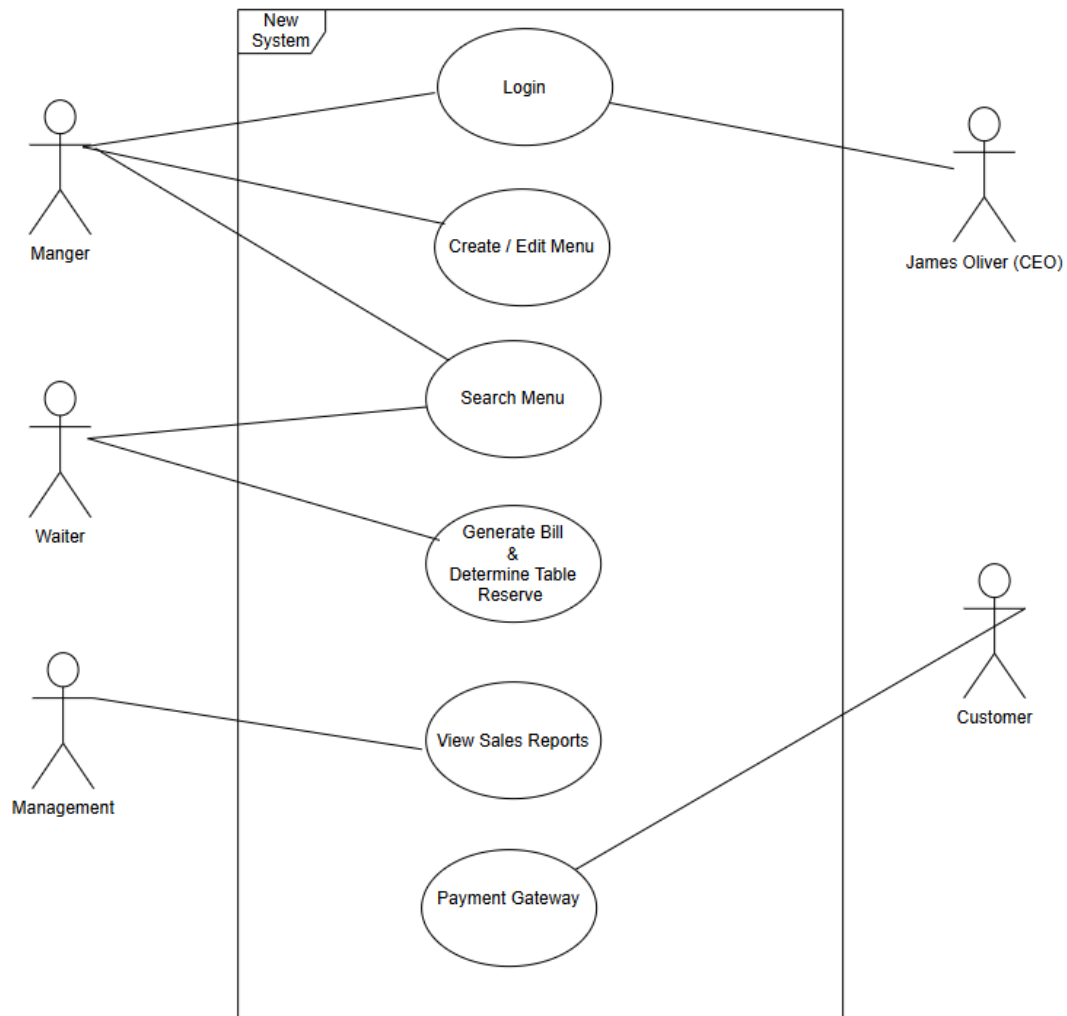 New
System
Login
Manger
Create / Edit Menu
James Oliver (CEO)
Search Menu
Waiter
Generate Bill
&
Determine Table
Reserve
Customer
View Sales Reports
Management
Payment Gateway